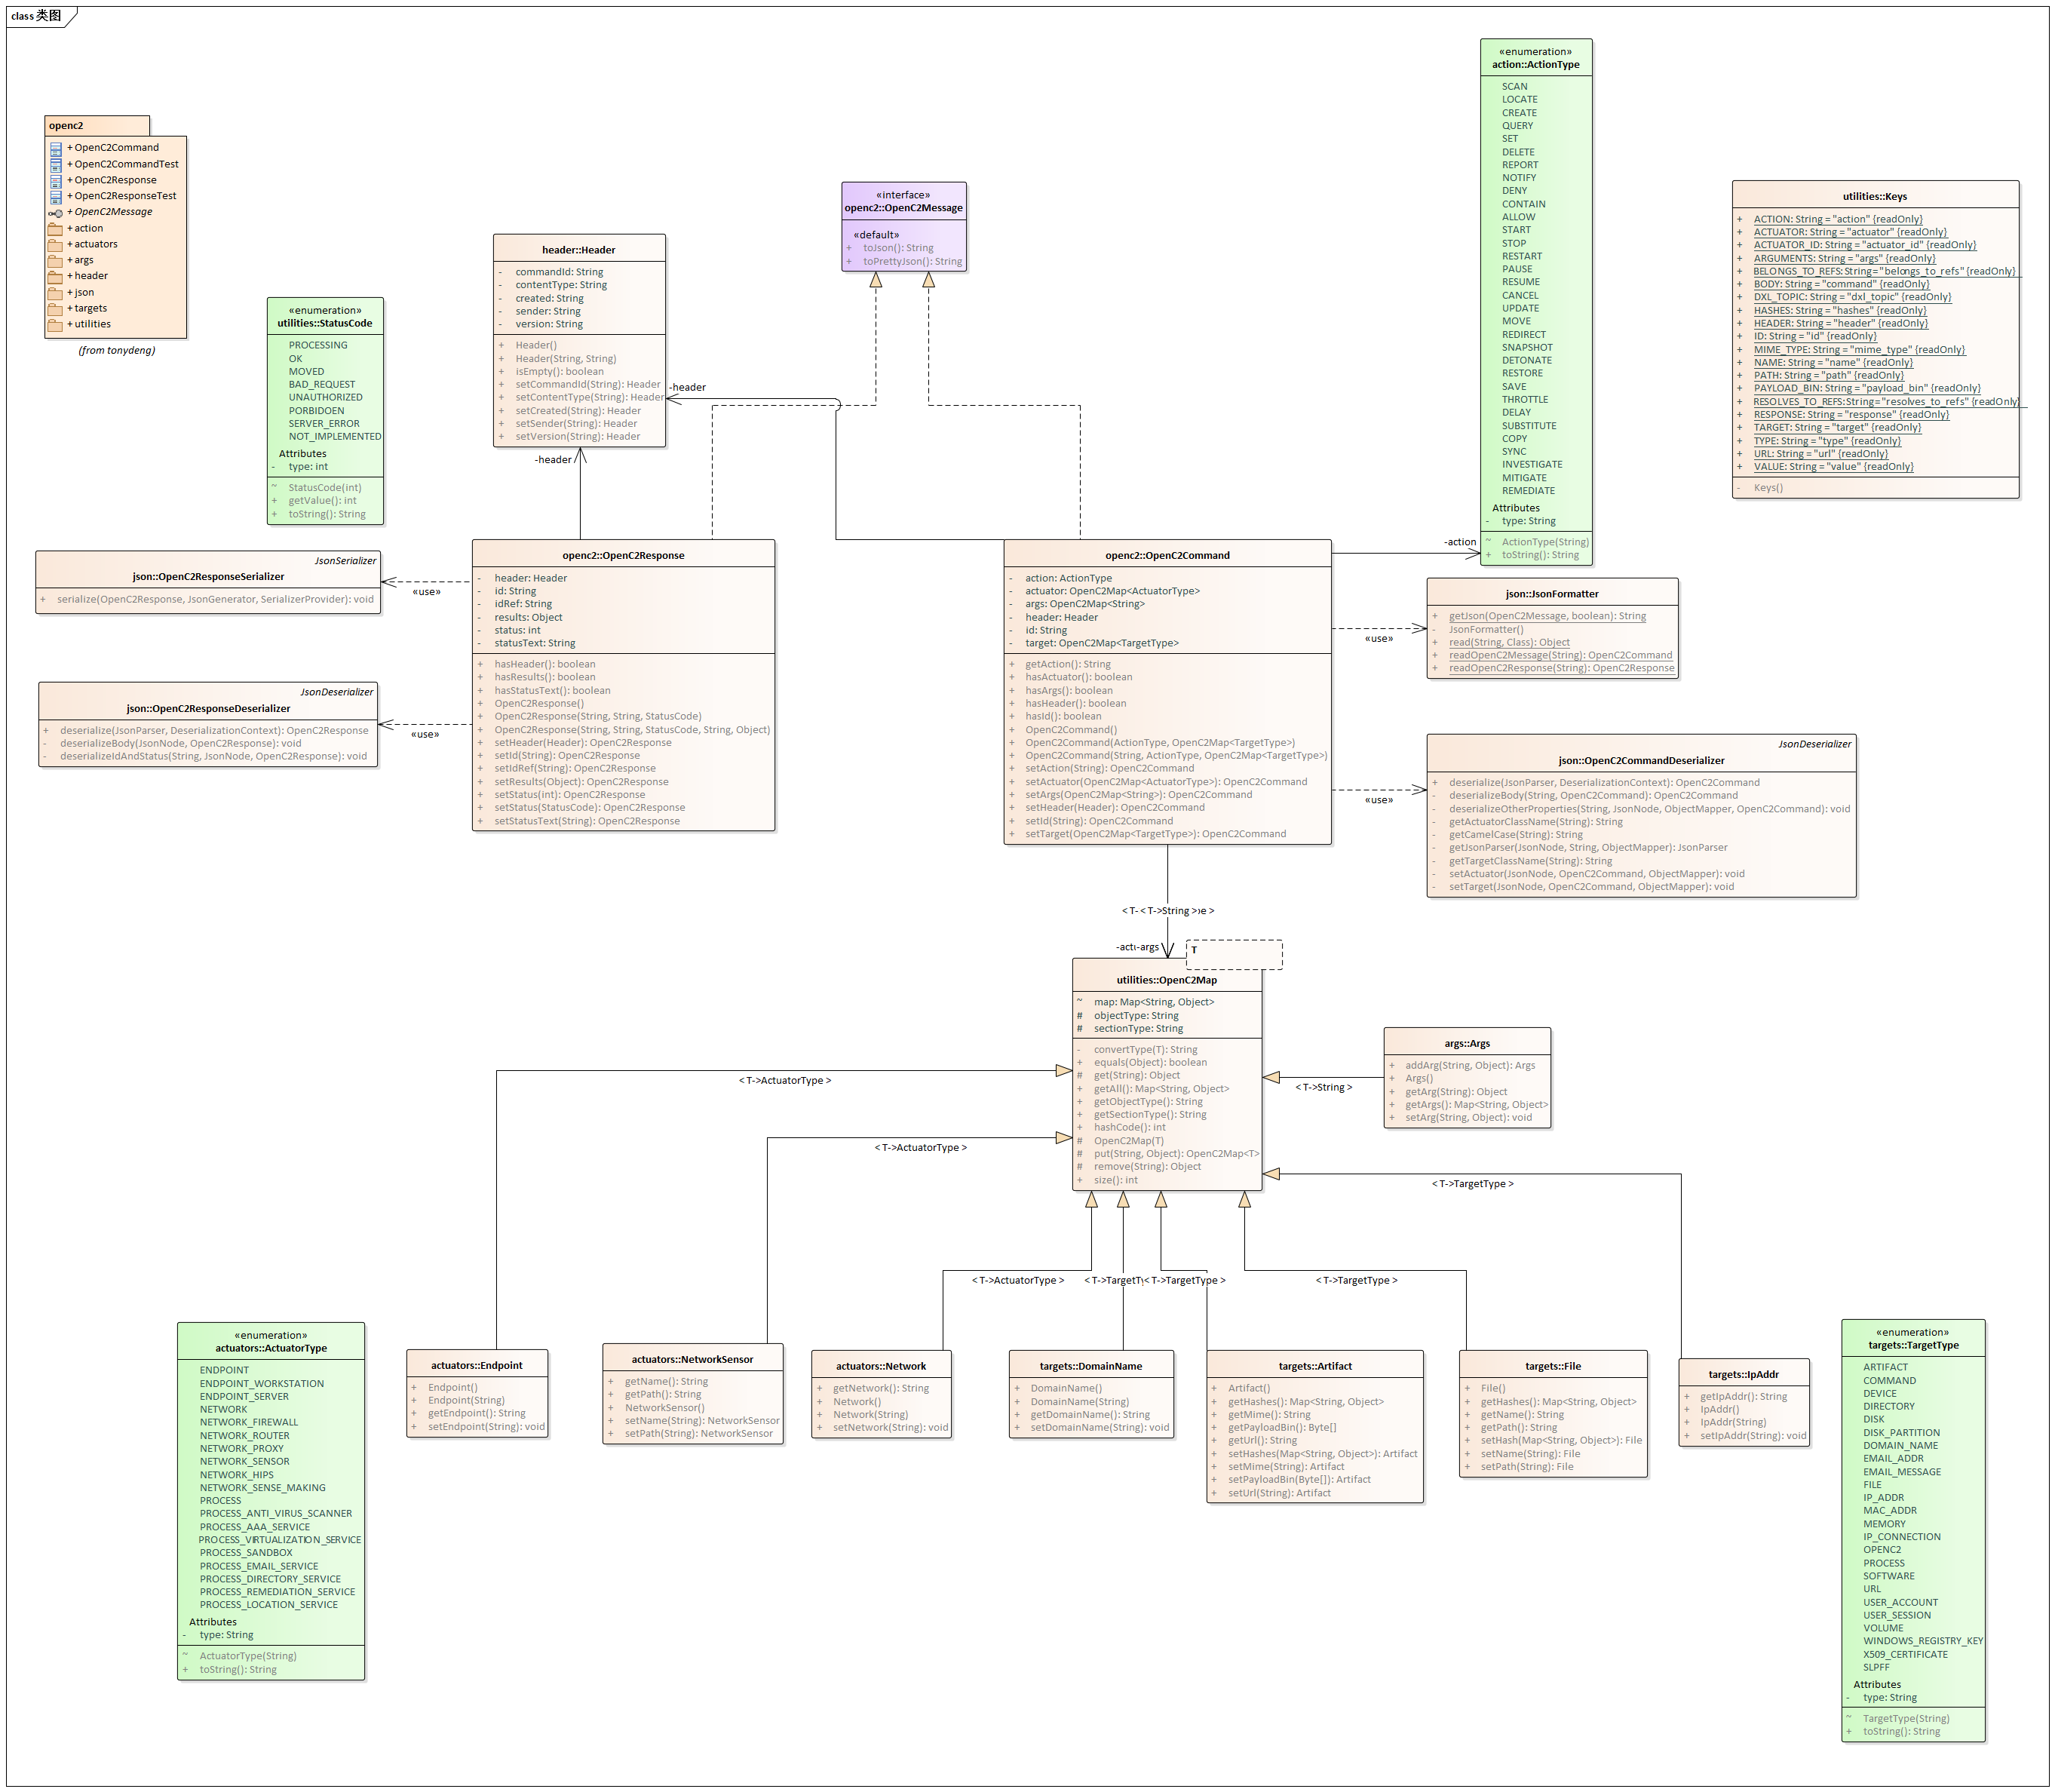 class 类图
openc2
+ OpenC2Command
+ OpenC2CommandTest
+ OpenC2Response
+ OpenC2ResponseTest
+ OpenC2Message
+ action
+ actuators
+ args
+ header
+ json
+ targets
+ utilities
(from tonydeng)
«enumeration»
utilities::StatusCode
PROCESSING
OK
MOVED
BAD_REQUEST
UNAUTHORIZED
PORBIDOEN
SERVER_ERROR
NOT_IMPLEMENTED
Attributes
- type: int
~ StatusCode(int)
+ getValue(): int
+ toString(): String
header::Header
- commandId: String
- contentType: String
- created: String
- sender: String
- version: String
+ Header()
+ Header(String, String)
+ isEmpty(): boolean
+ setCommandId(String): Header
+ setContentType(String): Header
+ setCreated(String): Header
+ setSender(String): Header
+ setVersion(String): Header
-header
-header
«interface»
openc2::OpenC2Message
«default»
+ toJson(): String
+ toPrettyJson(): String
«enumeration»
action::ActionType
SCAN
LOCATE
CREATE
QUERY
SET
DELETE
REPORT
NOTIFY
DENY
CONTAIN
ALLOW
START
STOP
RESTART
PAUSE
RESUME
CANCEL
UPDATE
MOVE
REDIRECT
SNAPSHOT
DETONATE
RESTORE
SAVE
THROTTLE
DELAY
SUBSTITUTE
COPY
SYNC
INVESTIGATE
MITIGATE
REMEDIATE
Attributes
- type: String
~ ActionType(String)
+ toString(): String
utilities::Keys
+ ACTION: String = "action" {readOnly}
+ ACTUATOR: String = "actuator" {readOnly}
+ ACTUATOR_ID: String = "actuator_id" {readOnly}
+ ARGUMENTS: String = "args" {readOnly}
+ BELONGS_TO_REFS: String = "belongs_to_refs" {readOnly}
+ BODY: String = "command" {readOnly}
+ DXL_TOPIC: String = "dxl_topic" {readOnly}
+ HASHES: String = "hashes" {readOnly}
+ HEADER: String = "header" {readOnly}
+ ID: String = "id" {readOnly}
+ MIME_TYPE: String = "mime_type" {readOnly}
+ NAME: String = "name" {readOnly}
+ PATH: String = "path" {readOnly}
+ PAYLOAD_BIN: String = "payload_bin" {readOnly}
+ RESOLVES_TO_REFS: String = "resolves_to_refs" {readOnly}
+ RESPONSE: String = "response" {readOnly}
+ TARGET: String = "target" {readOnly}
+ TYPE: String = "type" {readOnly}
+ URL: String = "url" {readOnly}
+ VALUE: String = "value" {readOnly}
- Keys()
JsonSerializer
json::OpenC2ResponseSerializer
+ serialize(OpenC2Response, JsonGenerator, SerializerProvider): void
«use»
JsonDeserializer
json::OpenC2ResponseDeserializer
+ deserialize(JsonParser, DeserializationContext): OpenC2Response
- deserializeBody(JsonNode, OpenC2Response): void
- deserializeIdAndStatus(String, JsonNode, OpenC2Response): void
«use»
openc2::OpenC2Response
- header: Header
- id: String
- idRef: String
- results: Object
- status: int
- statusText: String
+ hasHeader(): boolean
+ hasResults(): boolean
+ hasStatusText(): boolean
+ OpenC2Response()
+ OpenC2Response(String, String, StatusCode)
+ OpenC2Response(String, String, StatusCode, String, Object)
+ setHeader(Header): OpenC2Response
+ setId(String): OpenC2Response
+ setIdRef(String): OpenC2Response
+ setResults(Object): OpenC2Response
+ setStatus(int): OpenC2Response
+ setStatus(StatusCode): OpenC2Response
+ setStatusText(String): OpenC2Response
openc2::OpenC2Command
- action: ActionType
- actuator: OpenC2Map<ActuatorType>
- args: OpenC2Map<String>
- header: Header
- id: String
- target: OpenC2Map<TargetType>
+ getAction(): String
+ hasActuator(): boolean
+ hasArgs(): boolean
+ hasHeader(): boolean
+ hasId(): boolean
+ OpenC2Command()
+ OpenC2Command(ActionType, OpenC2Map<TargetType>)
+ OpenC2Command(String, ActionType, OpenC2Map<TargetType>)
+ setAction(String): OpenC2Command
+ setActuator(OpenC2Map<ActuatorType>): OpenC2Command
+ setArgs(OpenC2Map<String>): OpenC2Command
+ setHeader(Header): OpenC2Command
+ setId(String): OpenC2Command
+ setTarget(OpenC2Map<TargetType>): OpenC2Command
-action
«use»
json::JsonFormatter
+ getJson(OpenC2Message, boolean): String
- JsonFormatter()
+ read(String, Class): Object
+ readOpenC2Message(String): OpenC2Command
+ readOpenC2Response(String): OpenC2Response
«use»
JsonDeserializer
json::OpenC2CommandDeserializer
+ deserialize(JsonParser, DeserializationContext): OpenC2Command
- deserializeBody(String, OpenC2Command): OpenC2Command
- deserializeOtherProperties(String, JsonNode, ObjectMapper, OpenC2Command): void
- getActuatorClassName(String): String
- getCamelCase(String): String
- getJsonParser(JsonNode, String, ObjectMapper): JsonParser
- getTargetClassName(String): String
- setActuator(JsonNode, OpenC2Command, ObjectMapper): void
- setTarget(JsonNode, OpenC2Command, ObjectMapper): void
< T->String >
-args
T
utilities::OpenC2Map
~ map: Map<String, Object>
# objectType: String
# sectionType: String
- convertType(T): String
+ equals(Object): boolean
# get(String): Object
+ getAll(): Map<String, Object>
+ getObjectType(): String
+ getSectionType(): String
+ hashCode(): int
# OpenC2Map(T)
# put(String, Object): OpenC2Map<T>
# remove(String): Object
+ size(): int
args::Args
+ addArg(String, Object): Args
+ Args()
+ getArg(String): Object
+ getArgs(): Map<String, Object>
+ setArg(String, Object): void
< T->String >
< T->ActuatorType >
< T->ActuatorType >
< T->TargetType >
< T->ActuatorType >
< T->TargetType >
< T->TargetType >
«enumeration»
actuators::ActuatorType
ENDPOINT
ENDPOINT_WORKSTATION
ENDPOINT_SERVER
NETWORK
NETWORK_FIREWALL
NETWORK_ROUTER
NETWORK_PROXY
NETWORK_SENSOR
NETWORK_HIPS
NETWORK_SENSE_MAKING
PROCESS
PROCESS_ANTI_VIRUS_SCANNER
PROCESS_AAA_SERVICE
PROCESS_VIRTUALIZATION_SERVICE
PROCESS_SANDBOX
PROCESS_EMAIL_SERVICE
PROCESS_DIRECTORY_SERVICE
PROCESS_REMEDIATION_SERVICE
PROCESS_LOCATION_SERVICE
Attributes
- type: String
~ ActuatorType(String)
+ toString(): String
actuators::Endpoint
+ Endpoint()
+ Endpoint(String)
+ getEndpoint(): String
+ setEndpoint(String): void
actuators::NetworkSensor
+ getName(): String
+ getPath(): String
+ NetworkSensor()
+ setName(String): NetworkSensor
+ setPath(String): NetworkSensor
actuators::Network
+ getNetwork(): String
+ Network()
+ Network(String)
+ setNetwork(String): void
targets::DomainName
+ DomainName()
+ DomainName(String)
+ getDomainName(): String
+ setDomainName(String): void
targets::Artifact
+ Artifact()
+ getHashes(): Map<String, Object>
+ getMime(): String
+ getPayloadBin(): Byte[]
+ getUrl(): String
+ setHashes(Map<String, Object>): Artifact
+ setMime(String): Artifact
+ setPayloadBin(Byte[]): Artifact
+ setUrl(String): Artifact
targets::File
+ File()
+ getHashes(): Map<String, Object>
+ getName(): String
+ getPath(): String
+ setHash(Map<String, Object>): File
+ setName(String): File
+ setPath(String): File
targets::IpAddr
+ getIpAddr(): String
+ IpAddr()
+ IpAddr(String)
+ setIpAddr(String): void
«enumeration»
targets::TargetType
ARTIFACT
COMMAND
DEVICE
DIRECTORY
DISK
DISK_PARTITION
DOMAIN_NAME
EMAIL_ADDR
EMAIL_MESSAGE
FILE
IP_ADDR
MAC_ADDR
MEMORY
IP_CONNECTION
OPENC2
PROCESS
SOFTWARE
URL
USER_ACCOUNT
USER_SESSION
VOLUME
WINDOWS_REGISTRY_KEY
X509_CERTIFICATE
SLPFF
Attributes
- type: String
~ TargetType(String)
+ toString(): String